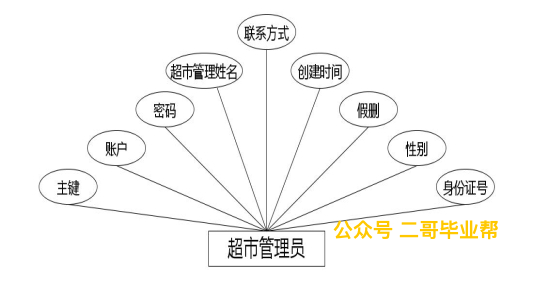 联系方式
超市管理姓名
创建时间
密码
假删
账户
性别
主键
身份证号
超市管理员
公众号 二哥毕业帮